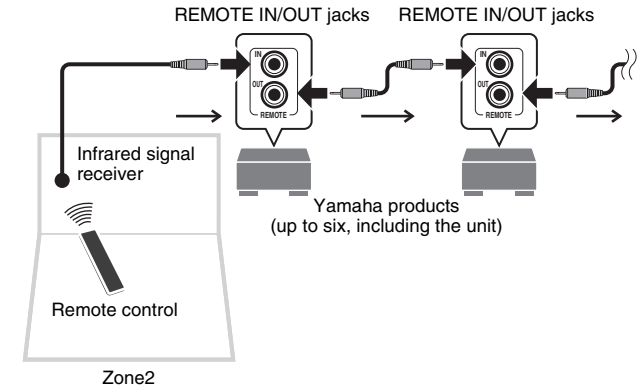 REMOTE IN/OUT jacks
REMOTE IN/OUT jacks
IN
OUT
REMOTE
IN
OUT
REMOTE
Infrared signal
receiver
Yamaha products
(up to six, including the unit)
Remote control
Zone2